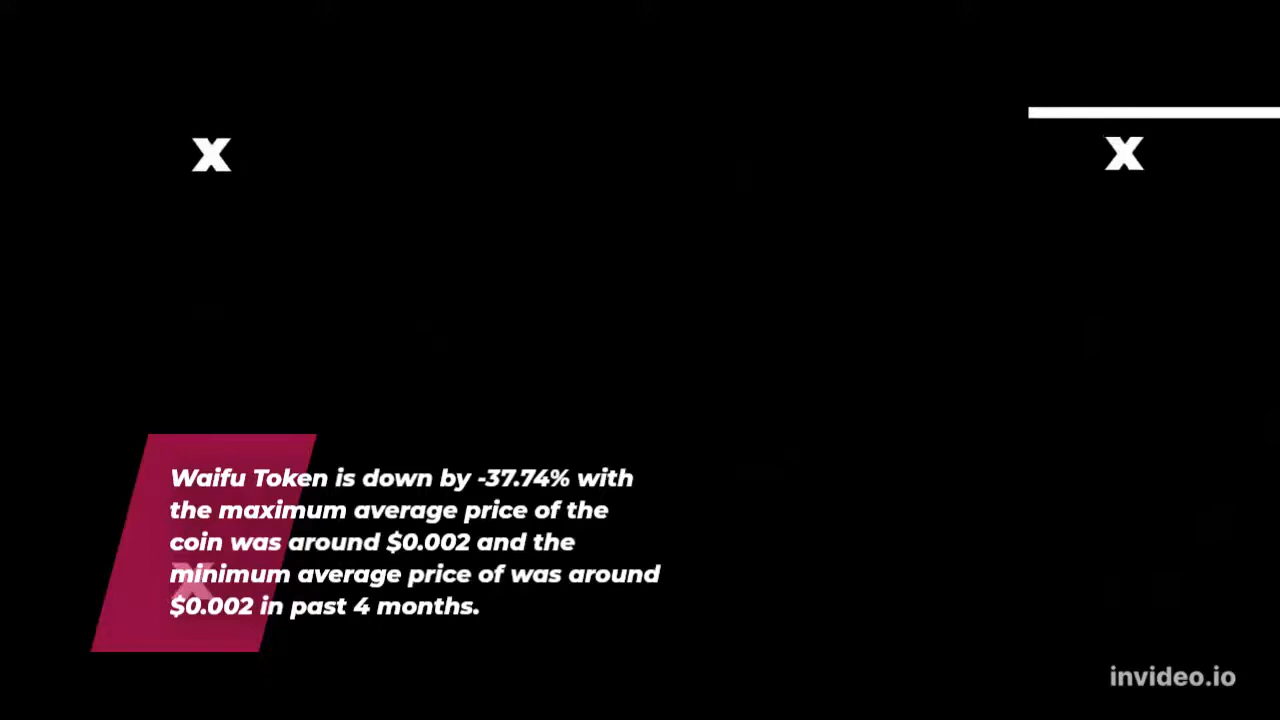 x
x
Waifu Token is down by -37.74% with
the maximum average price of the
coin was around $0.002 and the
minimum average price of was around
$0.002 in past 4 months.
x
invideo.io